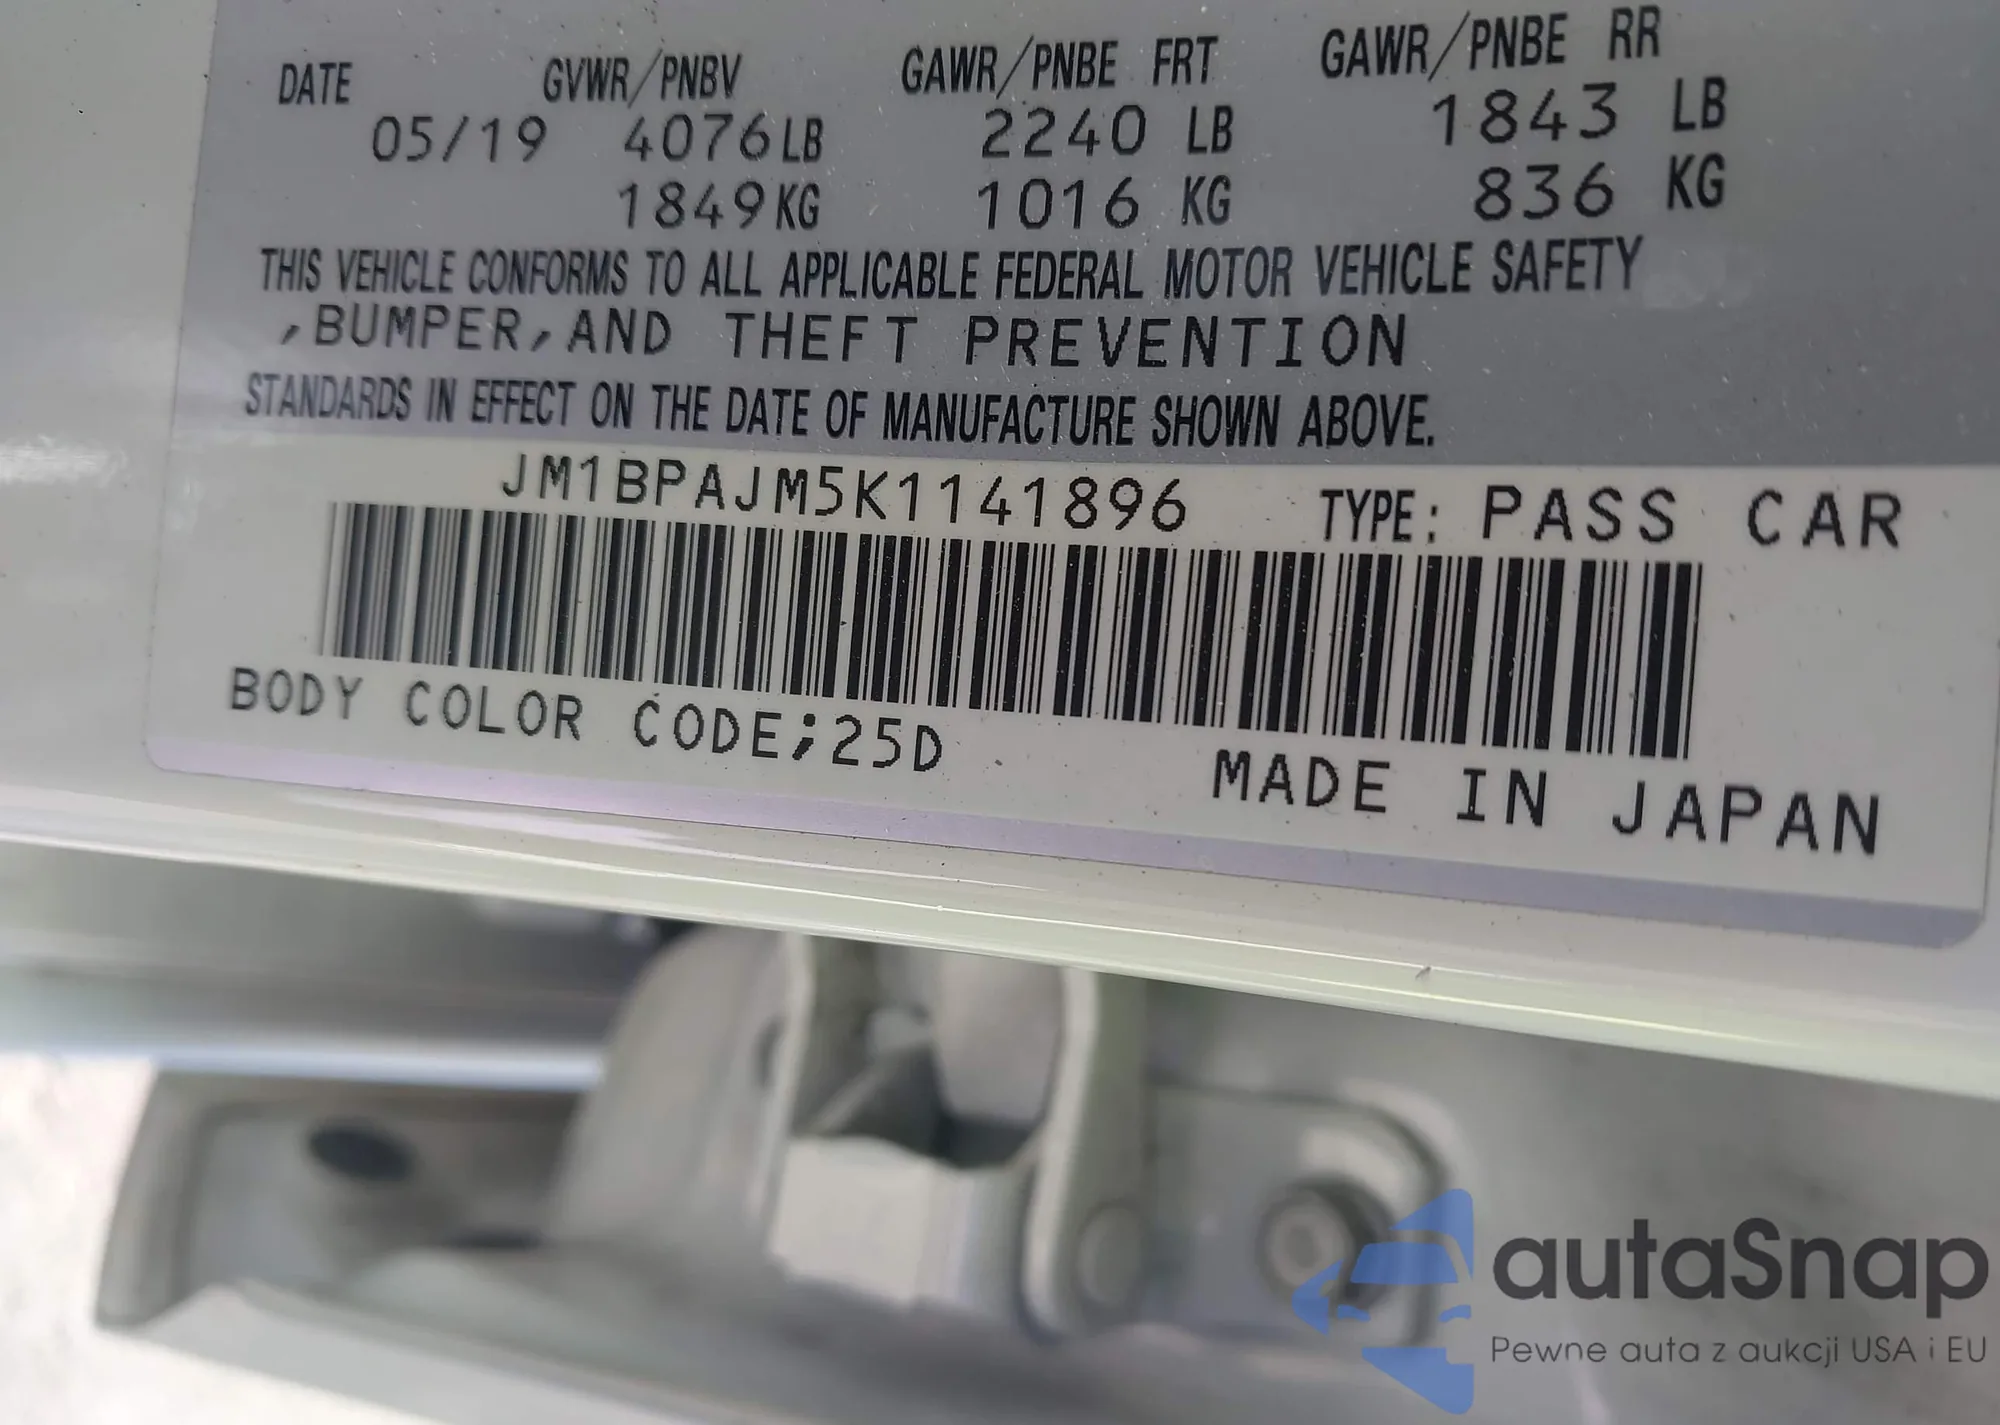 DATE GVWR/PNBV GAWR/PNBE FRT GAWR/PNBE RR
05/19 4076LB 2240 LB 1843 LB
1849KG 1016 KG 836 KG
THIS VEHICLE CONFORMS TO ALL APPLICABLE FEDERAL MOTOR VEHICLE SAFETY
,BUMPER,AND THEFT PREVENTION
STANDARDS IN EFFECT ON THE DATE OF MANUFACTURE SHOWN ABOVE.
JM1BPAJM5K1141896 TYPE: PASS CAR
BODY COLOR CODE;25D
MADE IN JAPAN
autaSnap
Pewne auta z aukcji USA i EU